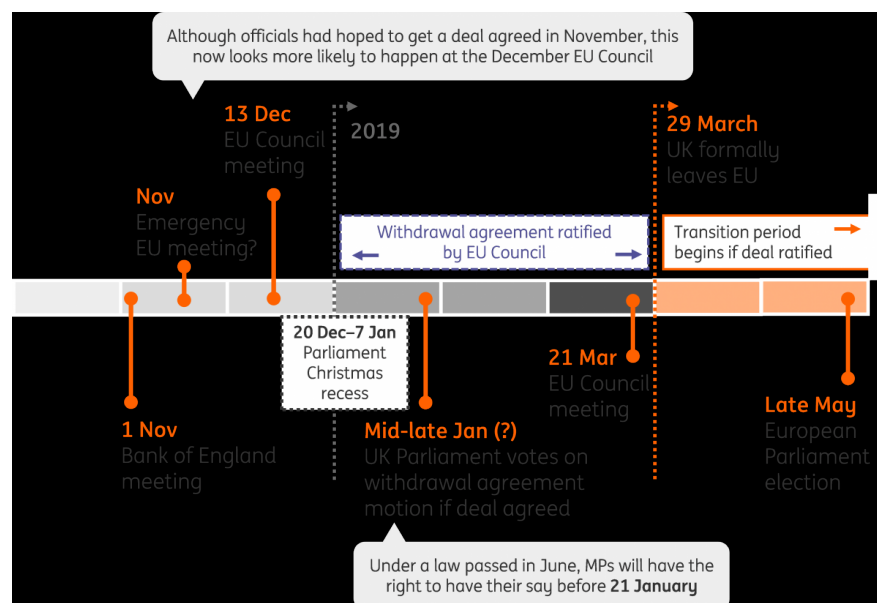 Although officials had hoped to get a deal agreed in November, this
now looks more likely to happen at the December EU Council
13 Dec
EU Council
meeting
2019
29 March
UK formally
leaves EU
Nov
Emergency
EU meeting?
Withdrawal agreement ratified
by EU Council
Transition period
begins if deal ratified
20 Dec–7 Jan
Parliament
Christmas
recess
1 Nov
Bank of England
meeting
Mid-late Jan (?)
UK Parliament votes on
withdrawal agreement
motion if deal agreed
21 Mar
EU Council
meeting
Late May
European
Parliament
election
Under a law passed in June, MPs will have the
right to have their say before 21 January